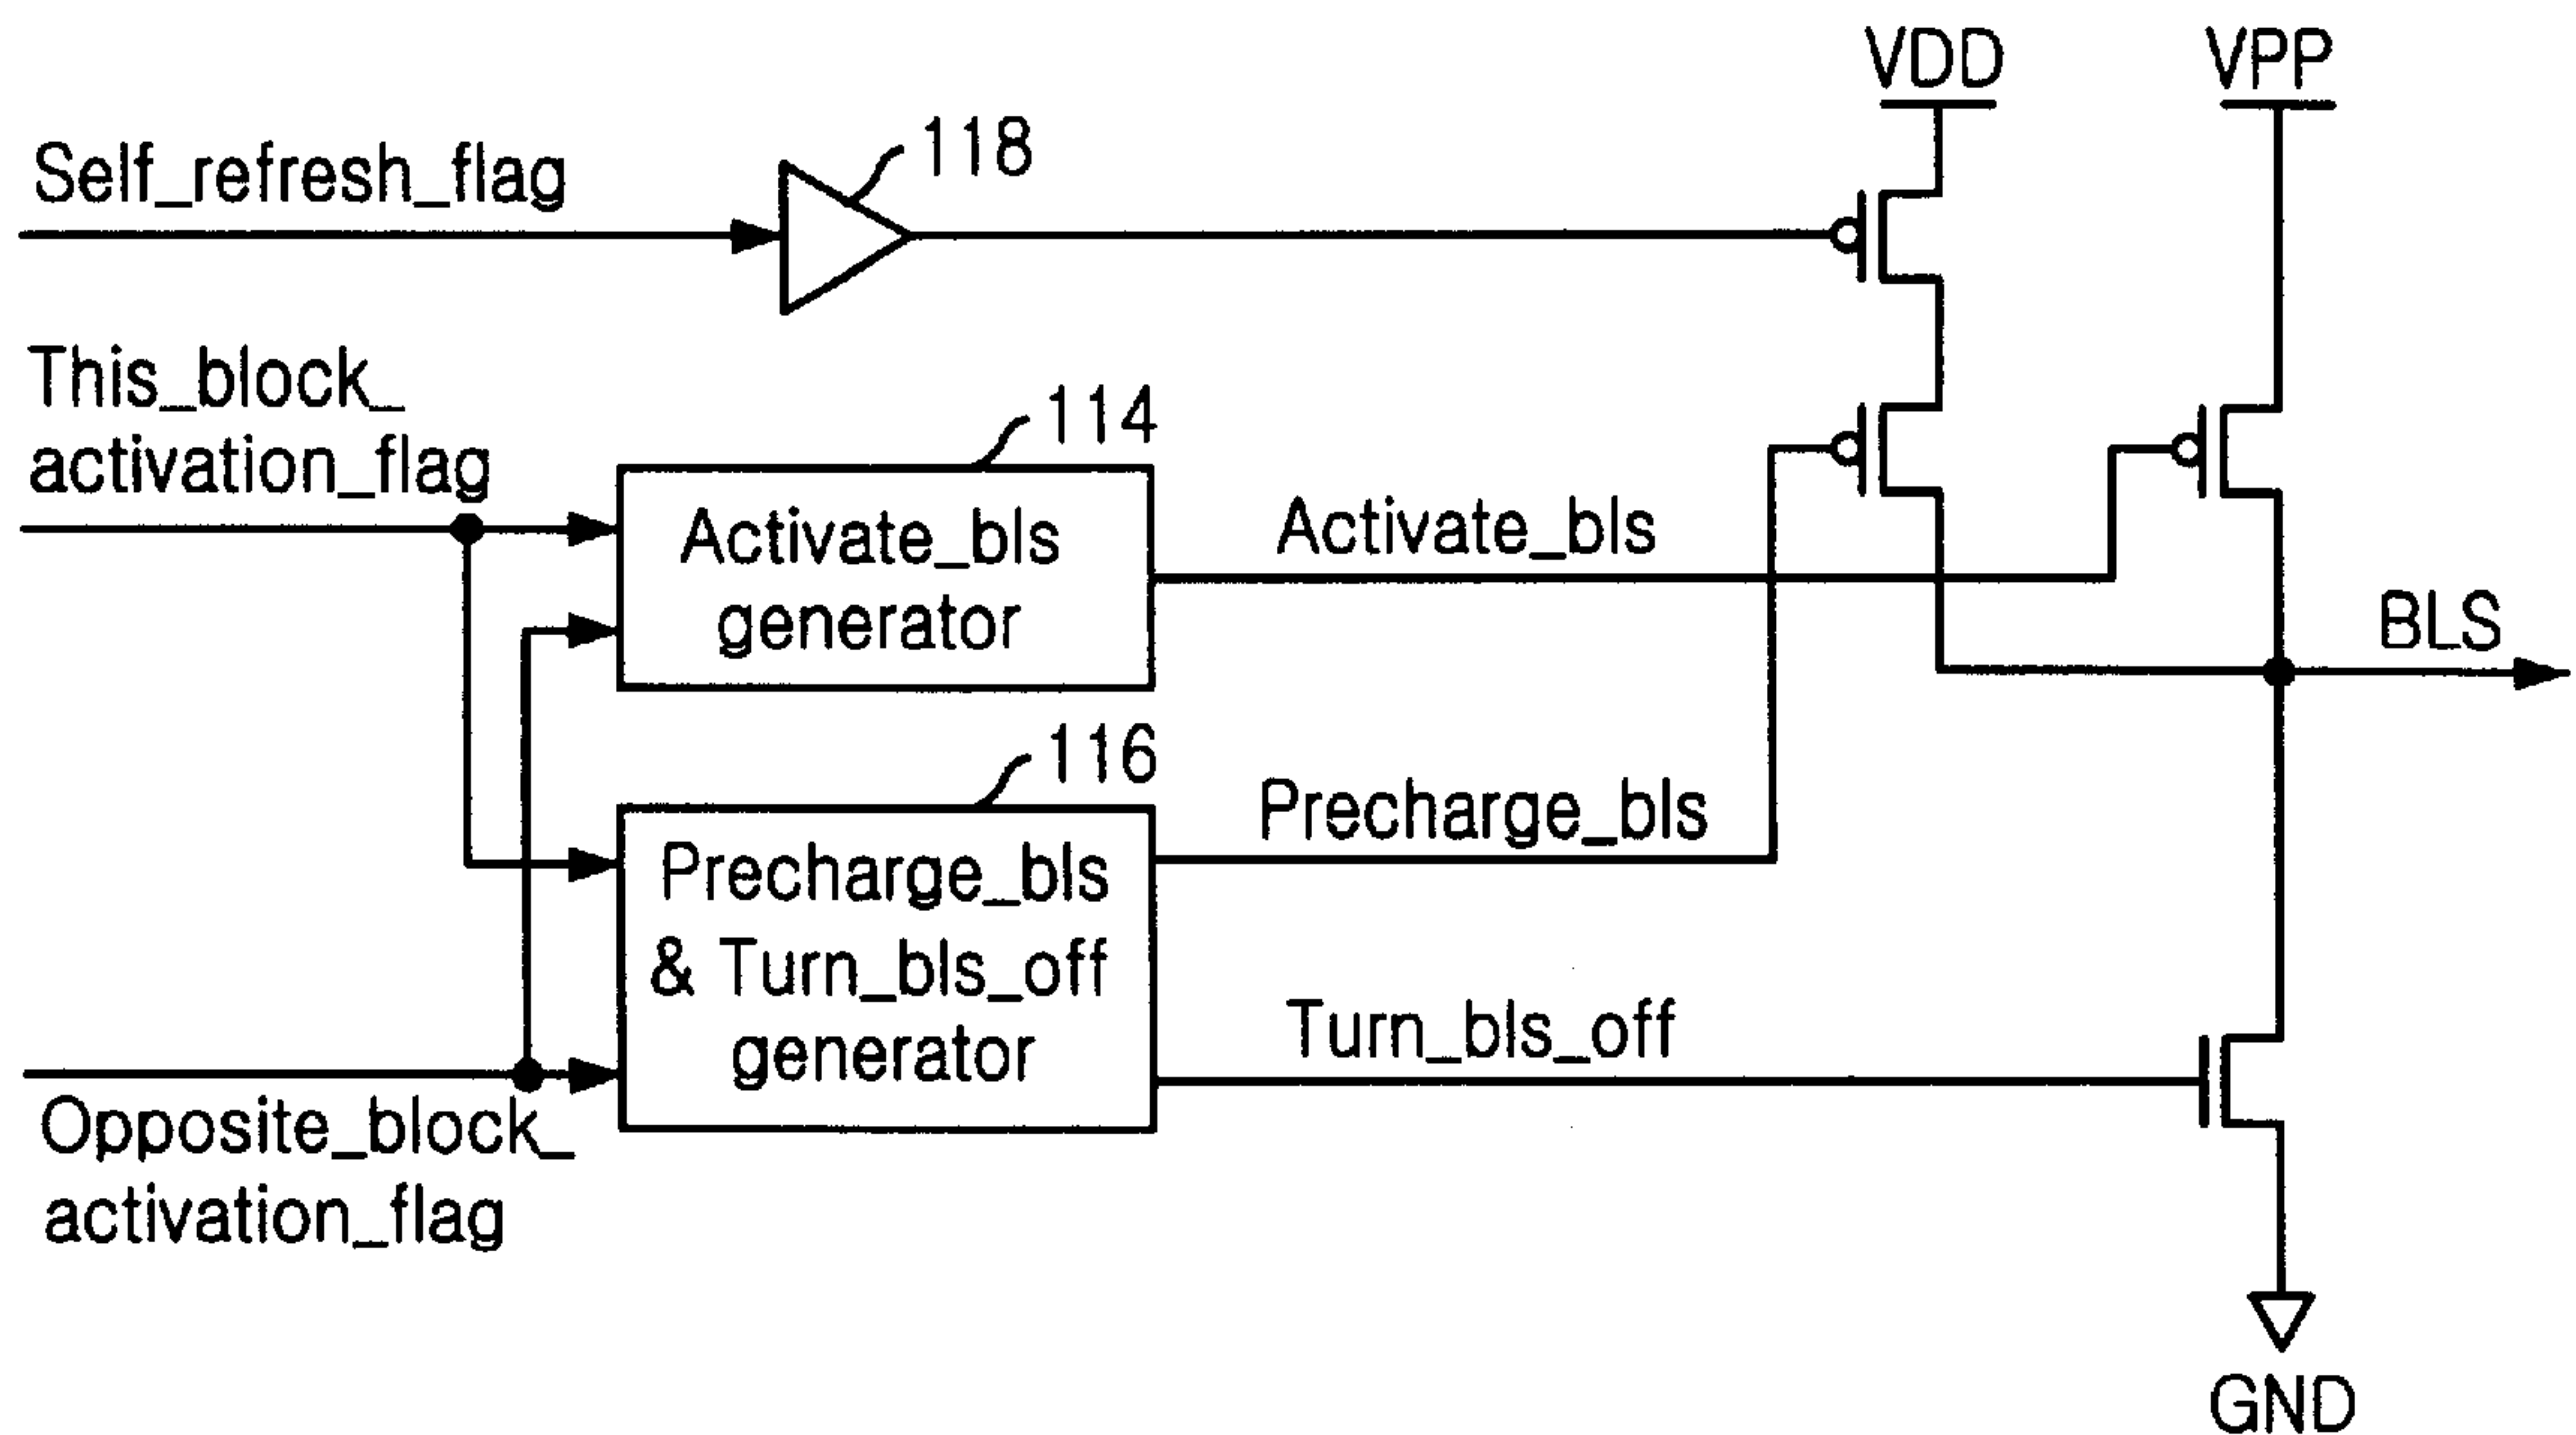 VDD
VPP
118
Self_refresh_flag
This_block_
activation_flag
114
Activate_bls
generator
Activate_bls
BLS
116
Precharge_bls
& Turn_bls_off
generator
Precharge_bls
Turn_bls_off
Opposite_block_
activation_flag
GND